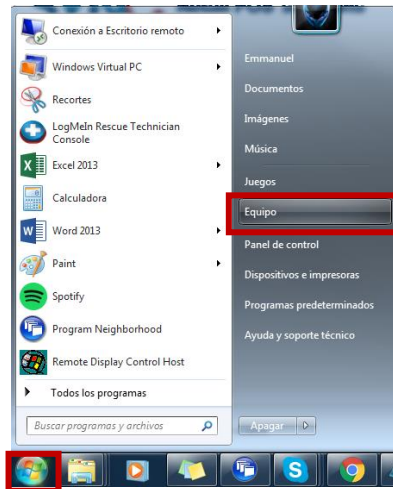 Conexión a Escritorio remoto
Windows Virtual PC
Recortes
LogMeIn Rescue Technician
Console
Excel 2013
Calculadora
Word 2013
Paint
Spotify
Program Neighborhood
Remote Display Control Host
Todos los programas
Buscar programas y archivos
Emmanuel
Documentos
Imágenes
Música
Juegos
Equipo
Panel de control
Dispositivos e impresoras
Programas predeterminados
Ayuda y soporte técnico
Apagar